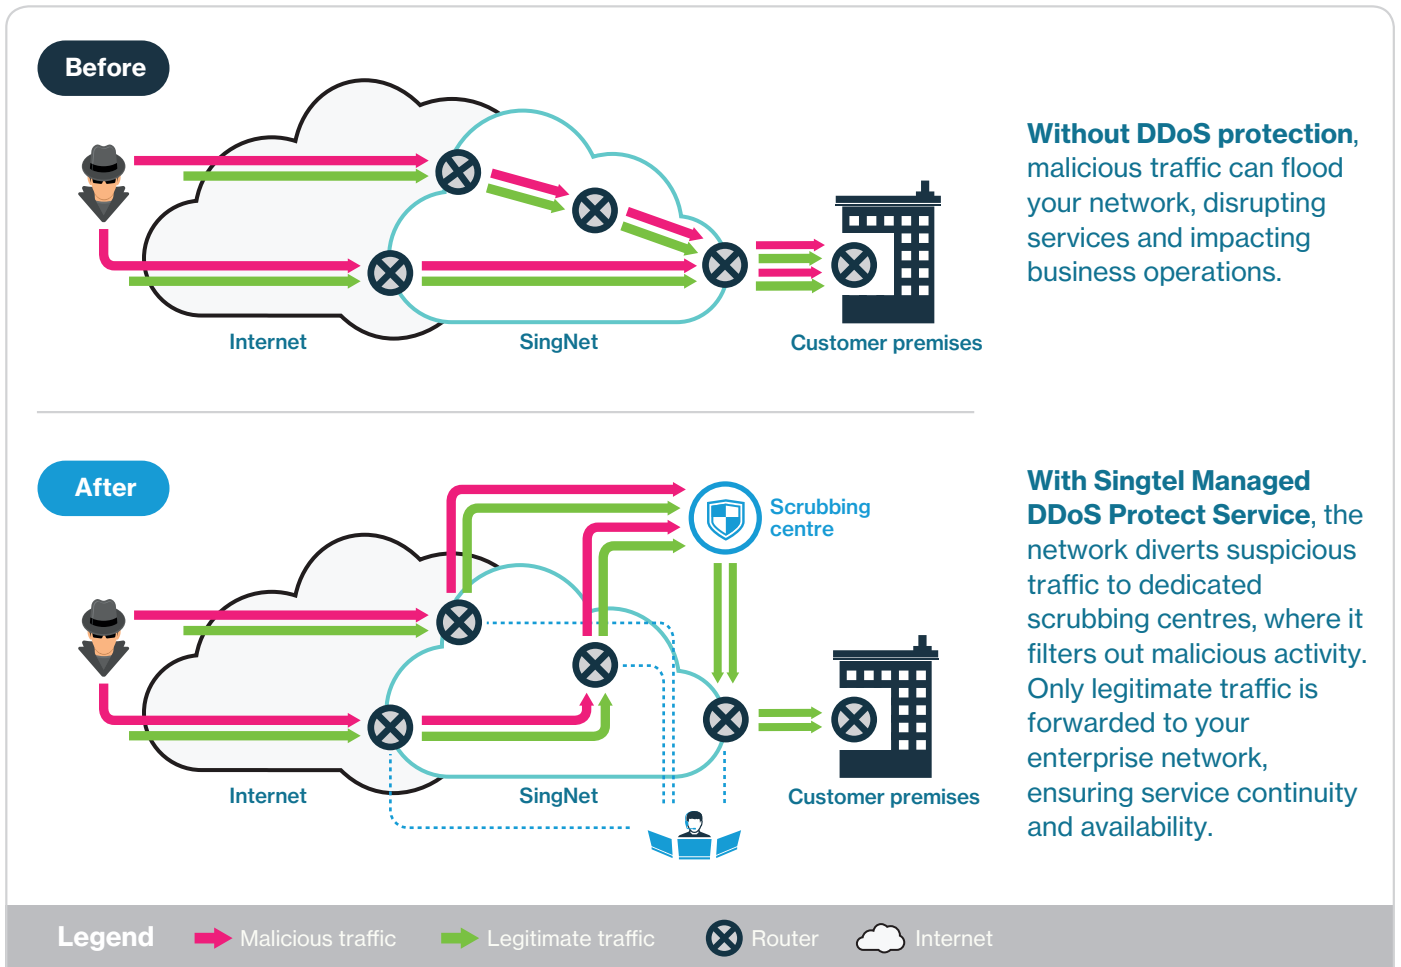 Before
Without DDoS protection,
malicious traffic can flood
your network, disrupting
services and impacting
business operations.
Internet
SingNet
Customer premises
After
Scrubbing
centre
With Singtel Managed
DDoS Protect Service, the
network diverts suspicious
traffic to dedicated
scrubbing centres, where it
filters out malicious activity.
Only legitimate traffic is
forwarded to your
enterprise network,
ensuring service continuity
and availability.
Internet
SingNet
Customer premises
Legend
Malicious traffic
Legitimate traffic
Router
Internet